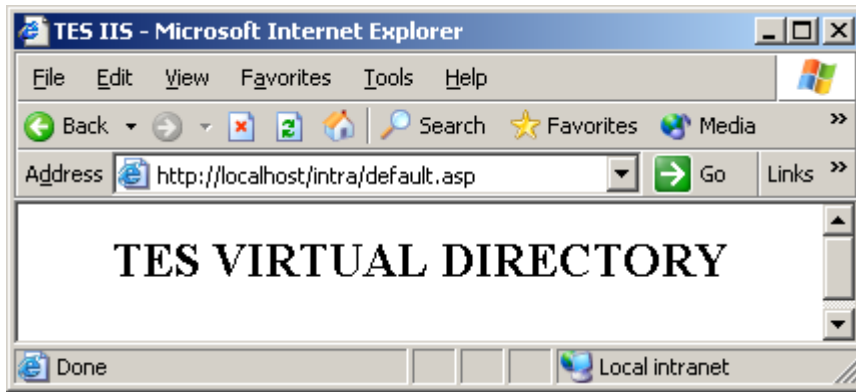 TES IIS - Microsoft Internet Explorer
File Edit View Favorites Tools Help
Back Search Favorites Media »
Address http://localhost/intra/default.asp Go Links »
TES VIRTUAL DIRECTORY
Done Local intranet